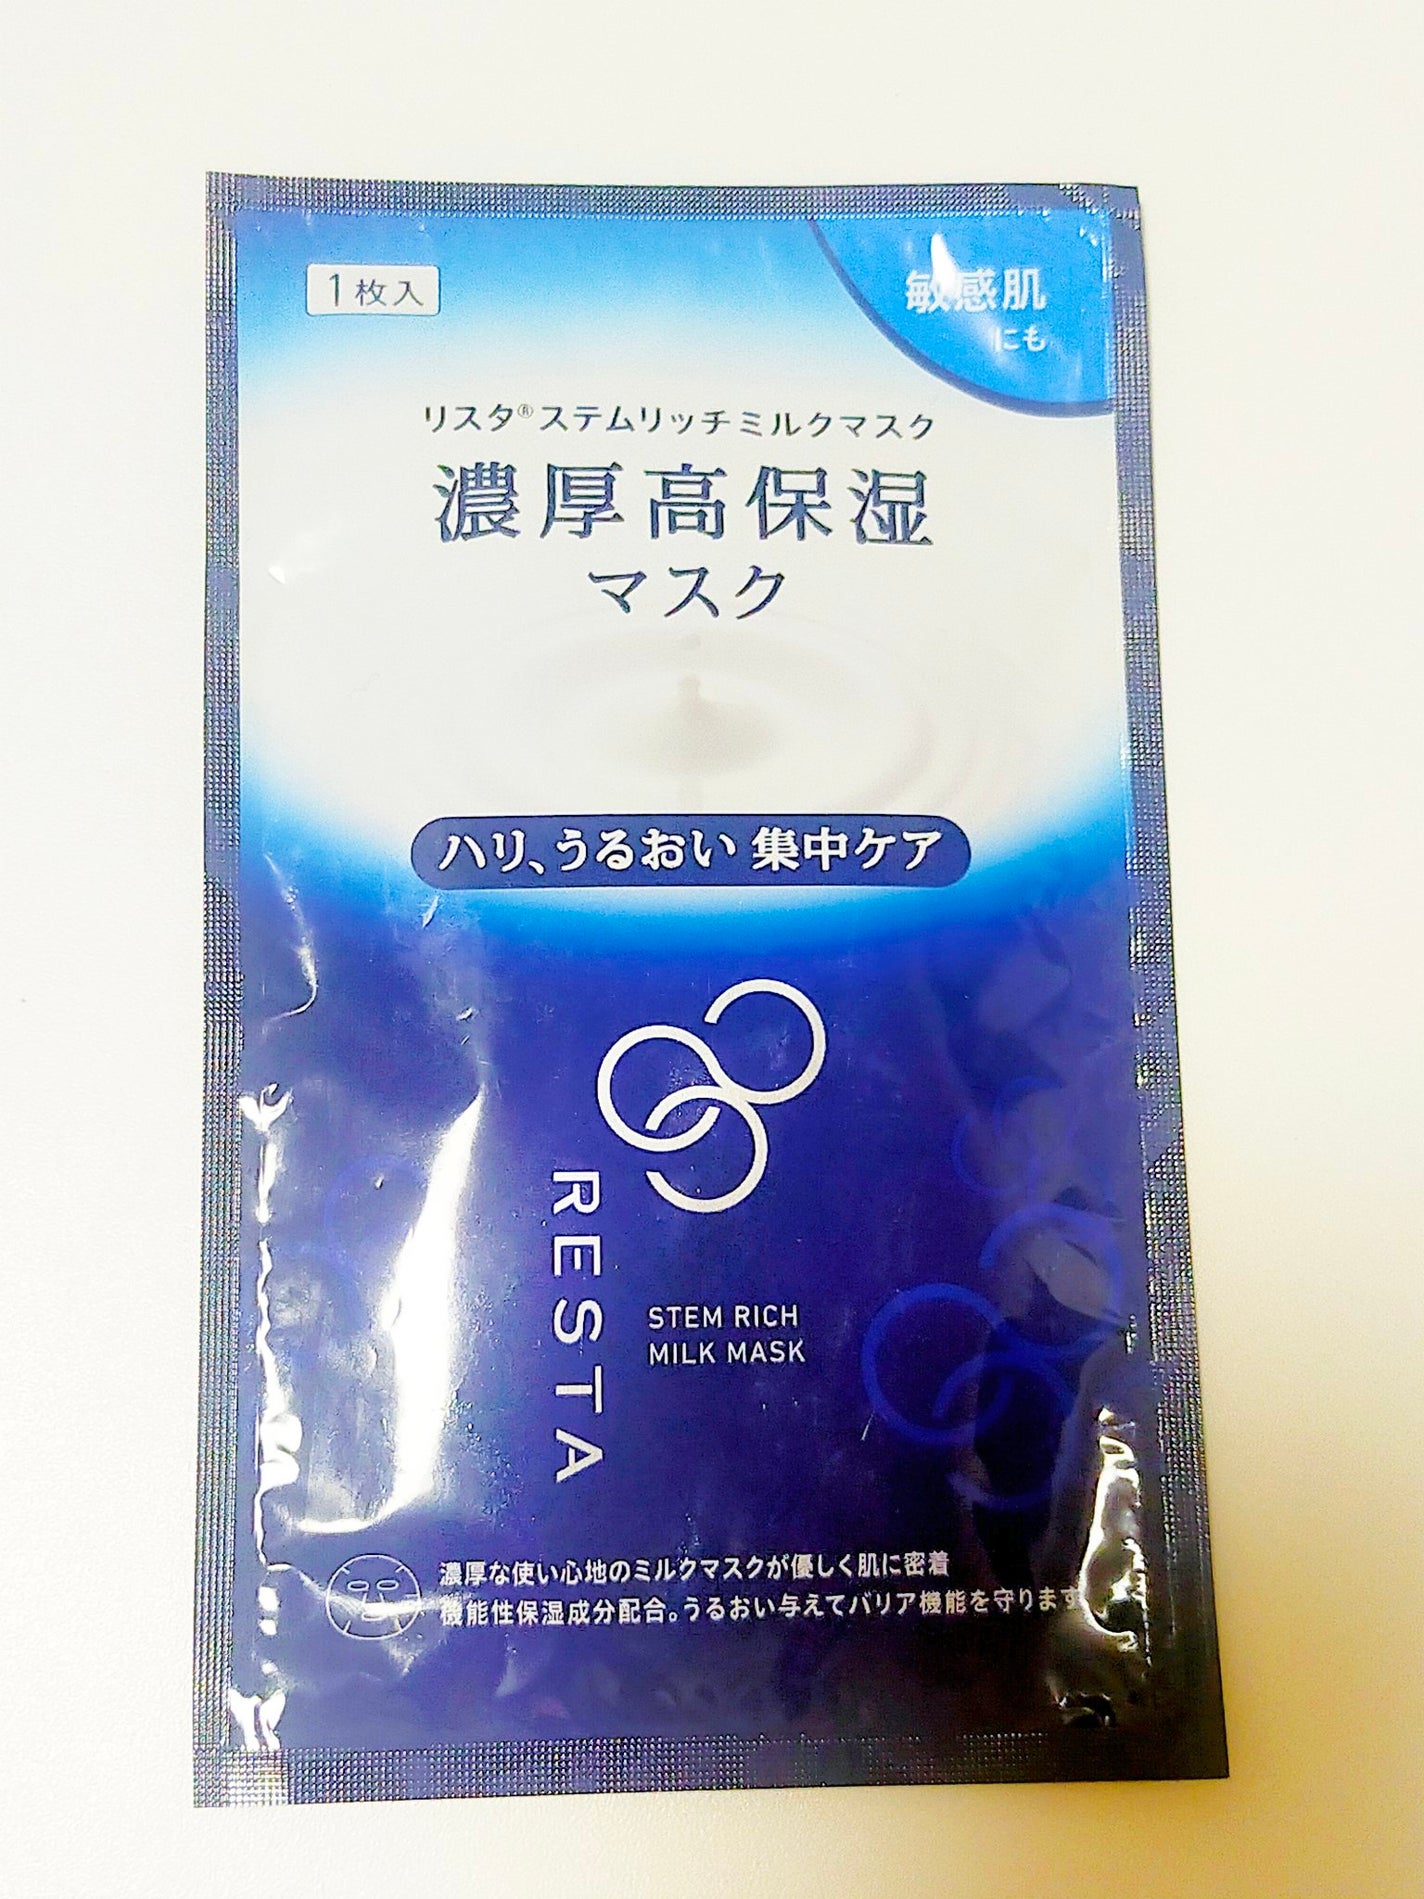 1枚入
敏感肌
にも
リスタ®ステムリッチミルクマスク
濃厚高保湿
マスク
ハリ、うるおい 集中ケア
RESTA
STEM RICH
MILK MASK
濃厚な使い心地のミルクマスクが優しく肌に密着
機能性保湿成分配合。うるおい与えてバリア機能を守ります